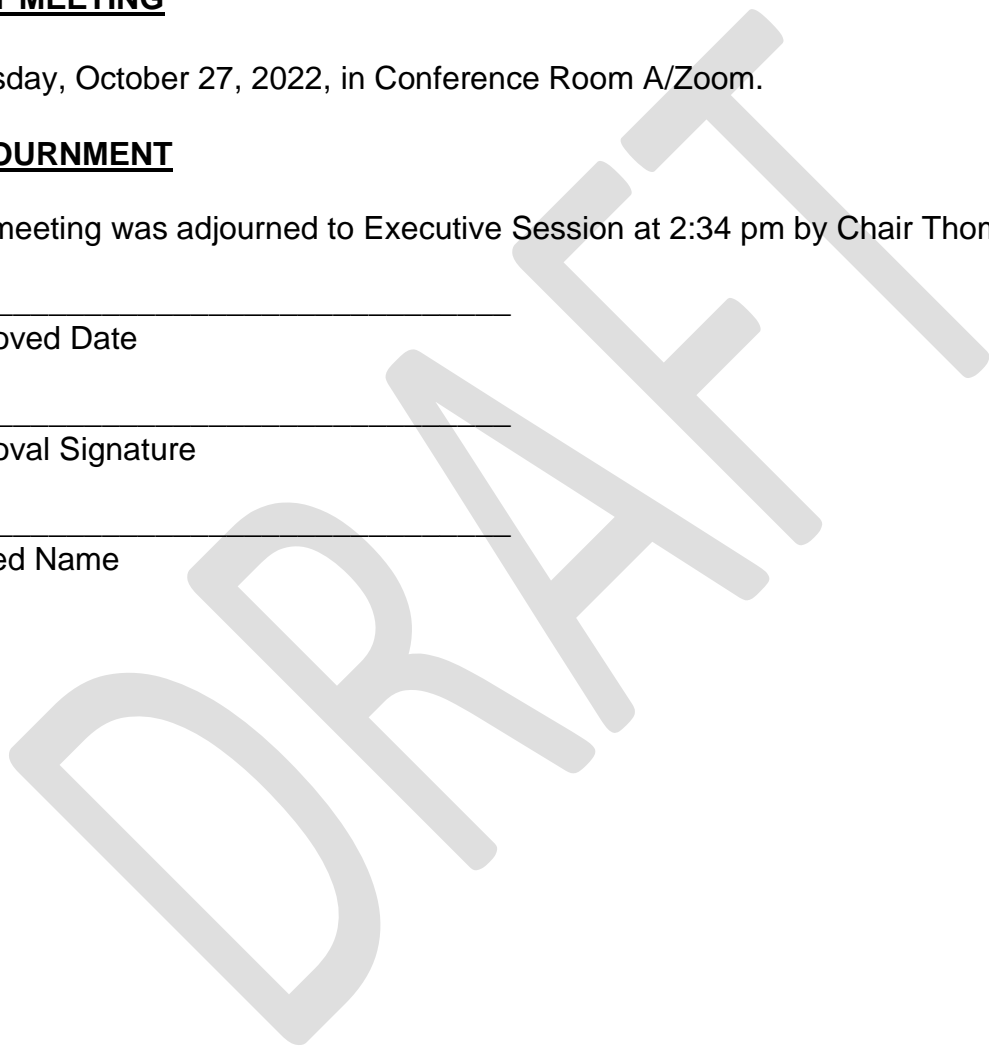 T MEETING
sday, October 27, 2022, in Conference Room A/Zoom.
OURNMENT
meeting was adjourned to Executive Session at 2:34 pm by Chair
oved Date
oval Signature
ed Name
DRAFT